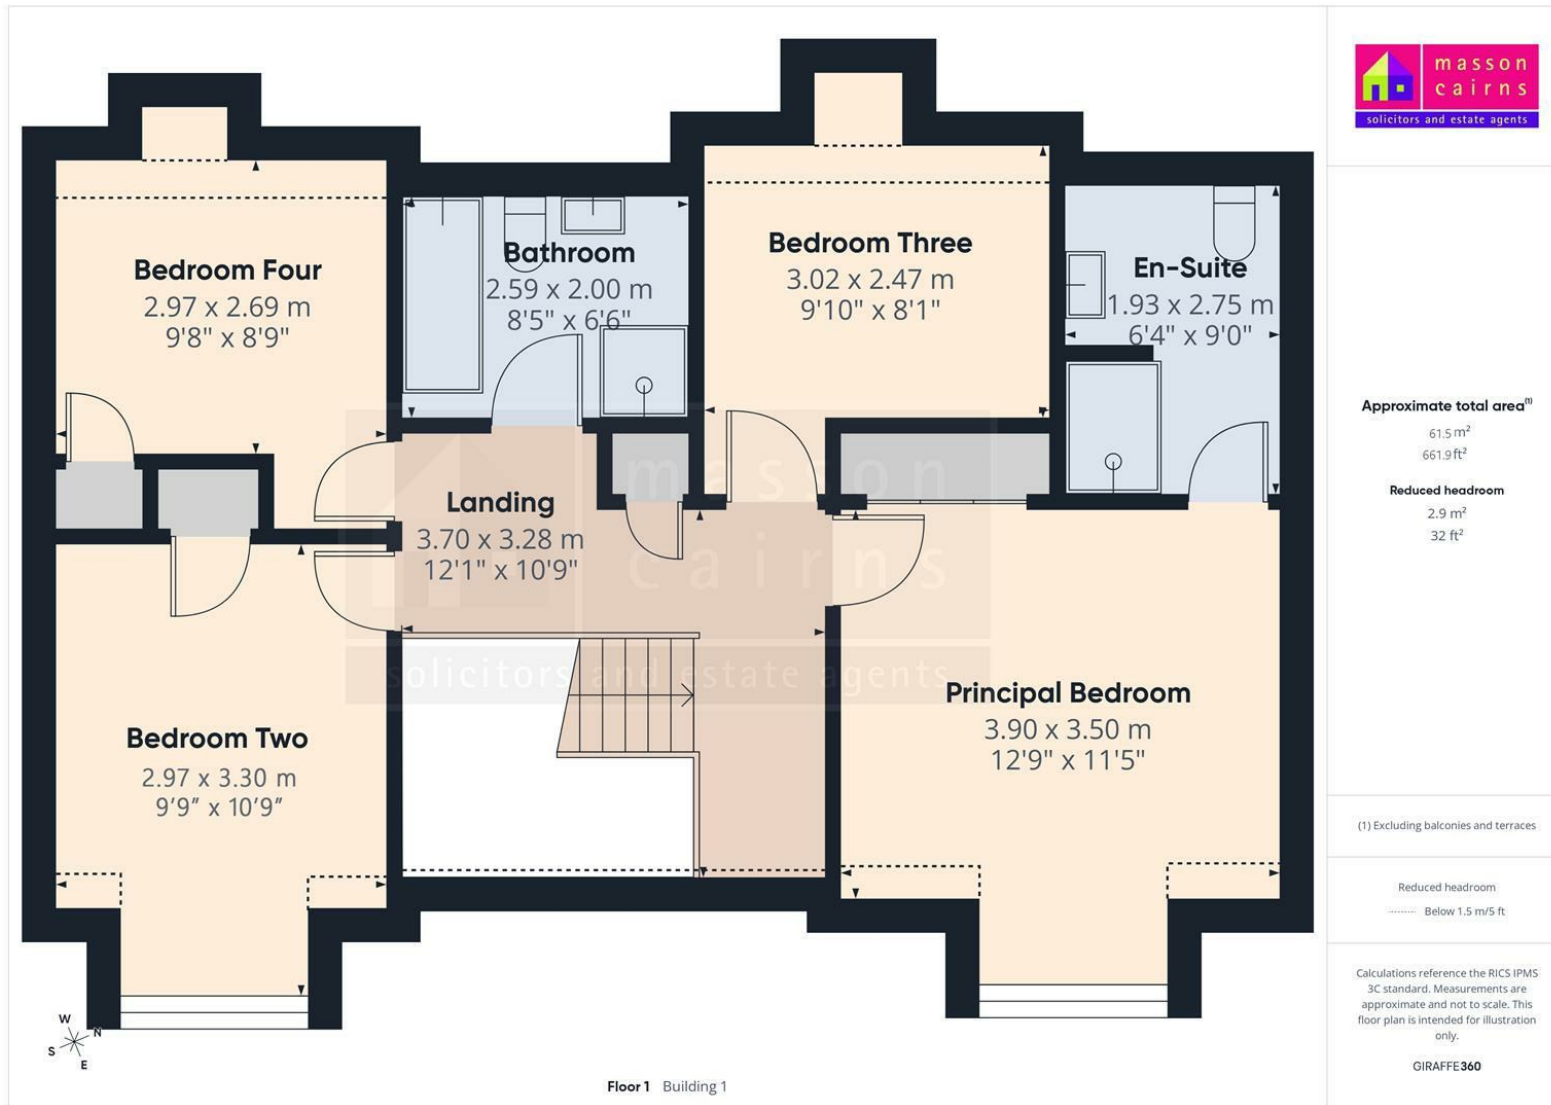 Bedroom Four
2.97 x 2.69 m
9'8" x 8'9"
Bathroom
2.59 x 2.00 m
8'5" x 6'6"
Bedroom Three
3.02 x 2.47 m
9'10" x 8'1"
En-Suite
1.93 x 2.75 m
6'4" x 9'0"
Landing
3.70 x 3.28 m
12'1" x 10'9"
masson
cairns
solicitors and estate agents
Bedroom Two
2.97 x 3.30 m
9'9" x 10'9"
Principal Bedroom
3.90 x 3.50 m
12'9" x 11'5"
W
N
S
E
Floor 1 Building 1
masson
cairns
solicitors and estate agents
Approximate total area(1)
61.5 m²
661.9 ft²
Reduced headroom
2.9 m²
32 ft²
(1) Excluding balconies and terraces
Reduced headroom
Below 1.5 m/5 ft
Calculations reference the RICS IPMS
3C standard. Measurements are
approximate and not to scale. This
floor plan is intended for illustration
only.
GIRAFFE360